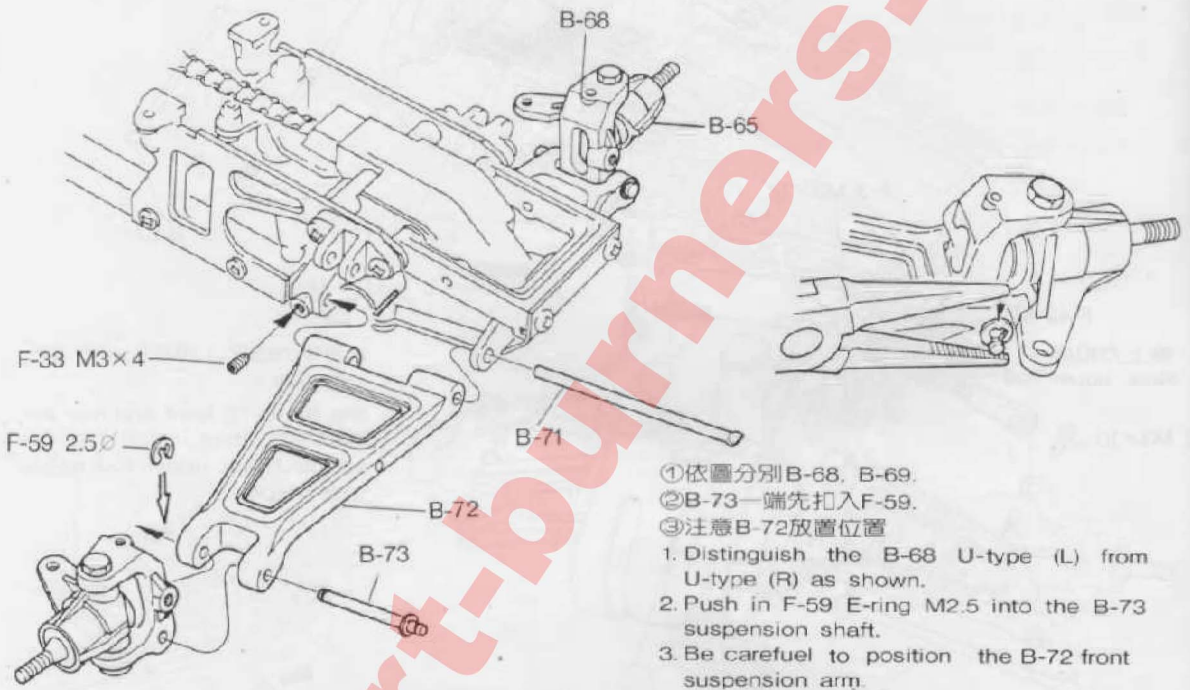 B-68
B-65
F-33 M3×4
B-71
F-59 2.5Ø
B-72
B-73
①依圖分別B-68, B-69.
②B-73一端先扣入F-59.
③注意B-72放置位置
1. Distinguish the B-68 U-type (L) from
U-type (R) as shown.
2. Push in F-59 E-ring M2.5 into the B-73
suspension shaft.
3. Be carefuel to position the B-72 front
suspension arm.
rt-burners.